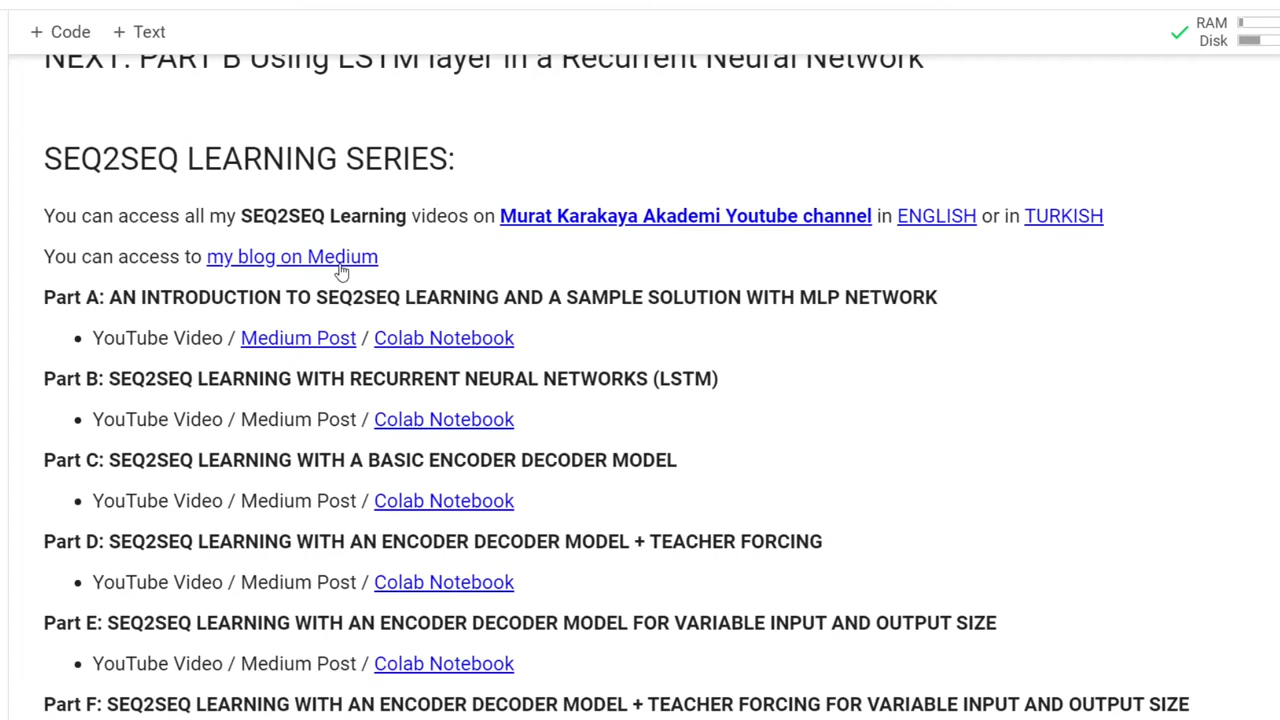 + Code + Text
RAM
Disk
NEXT: PART B Using LSTM layer in a Recurrent Neural Network
SEQ2SEQ LEARNING SERIES:
You can access all my SEQ2SEQ Learning videos on Murat Karakaya Akademi Youtube channel in ENGLISH or in TURKISH
You can access to my blog on Medium
Part A: AN INTRODUCTION TO SEQ2SEQ LEARNING AND A SAMPLE SOLUTION WITH MLP NETWORK
• YouTube Video / Medium Post / Colab Notebook
Part B: SEQ2SEQ LEARNING WITH RECURRENT NEURAL NETWORKS (LSTM)
• YouTube Video / Medium Post / Colab Notebook
Part C: SEQ2SEQ LEARNING WITH A BASIC ENCODER DECODER MODEL
• YouTube Video / Medium Post / Colab Notebook
Part D: SEQ2SEQ LEARNING WITH AN ENCODER DECODER MODEL + TEACHER FORCING
• YouTube Video / Medium Post / Colab Notebook
Part E: SEQ2SEQ LEARNING WITH AN ENCODER DECODER MODEL FOR VARIABLE INPUT AND OUTPUT SIZE
• YouTube Video / Medium Post / Colab Notebook
Part F: SEQ2SEQ LEARNING WITH AN ENCODER DECODER MODEL + TEACHER FORCING FOR VARIABLE INPUT AND OUTPUT SIZE